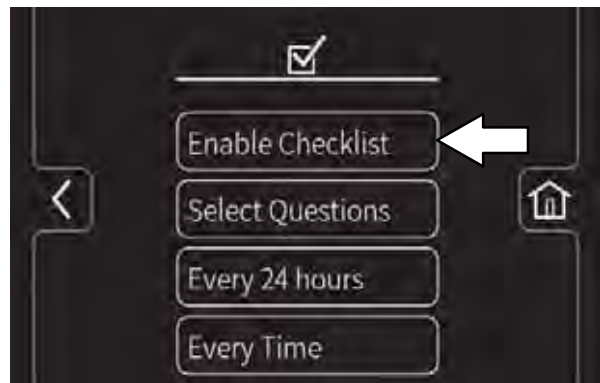 Enable Checklist
Select Questions
Every 24 hours
Every Time